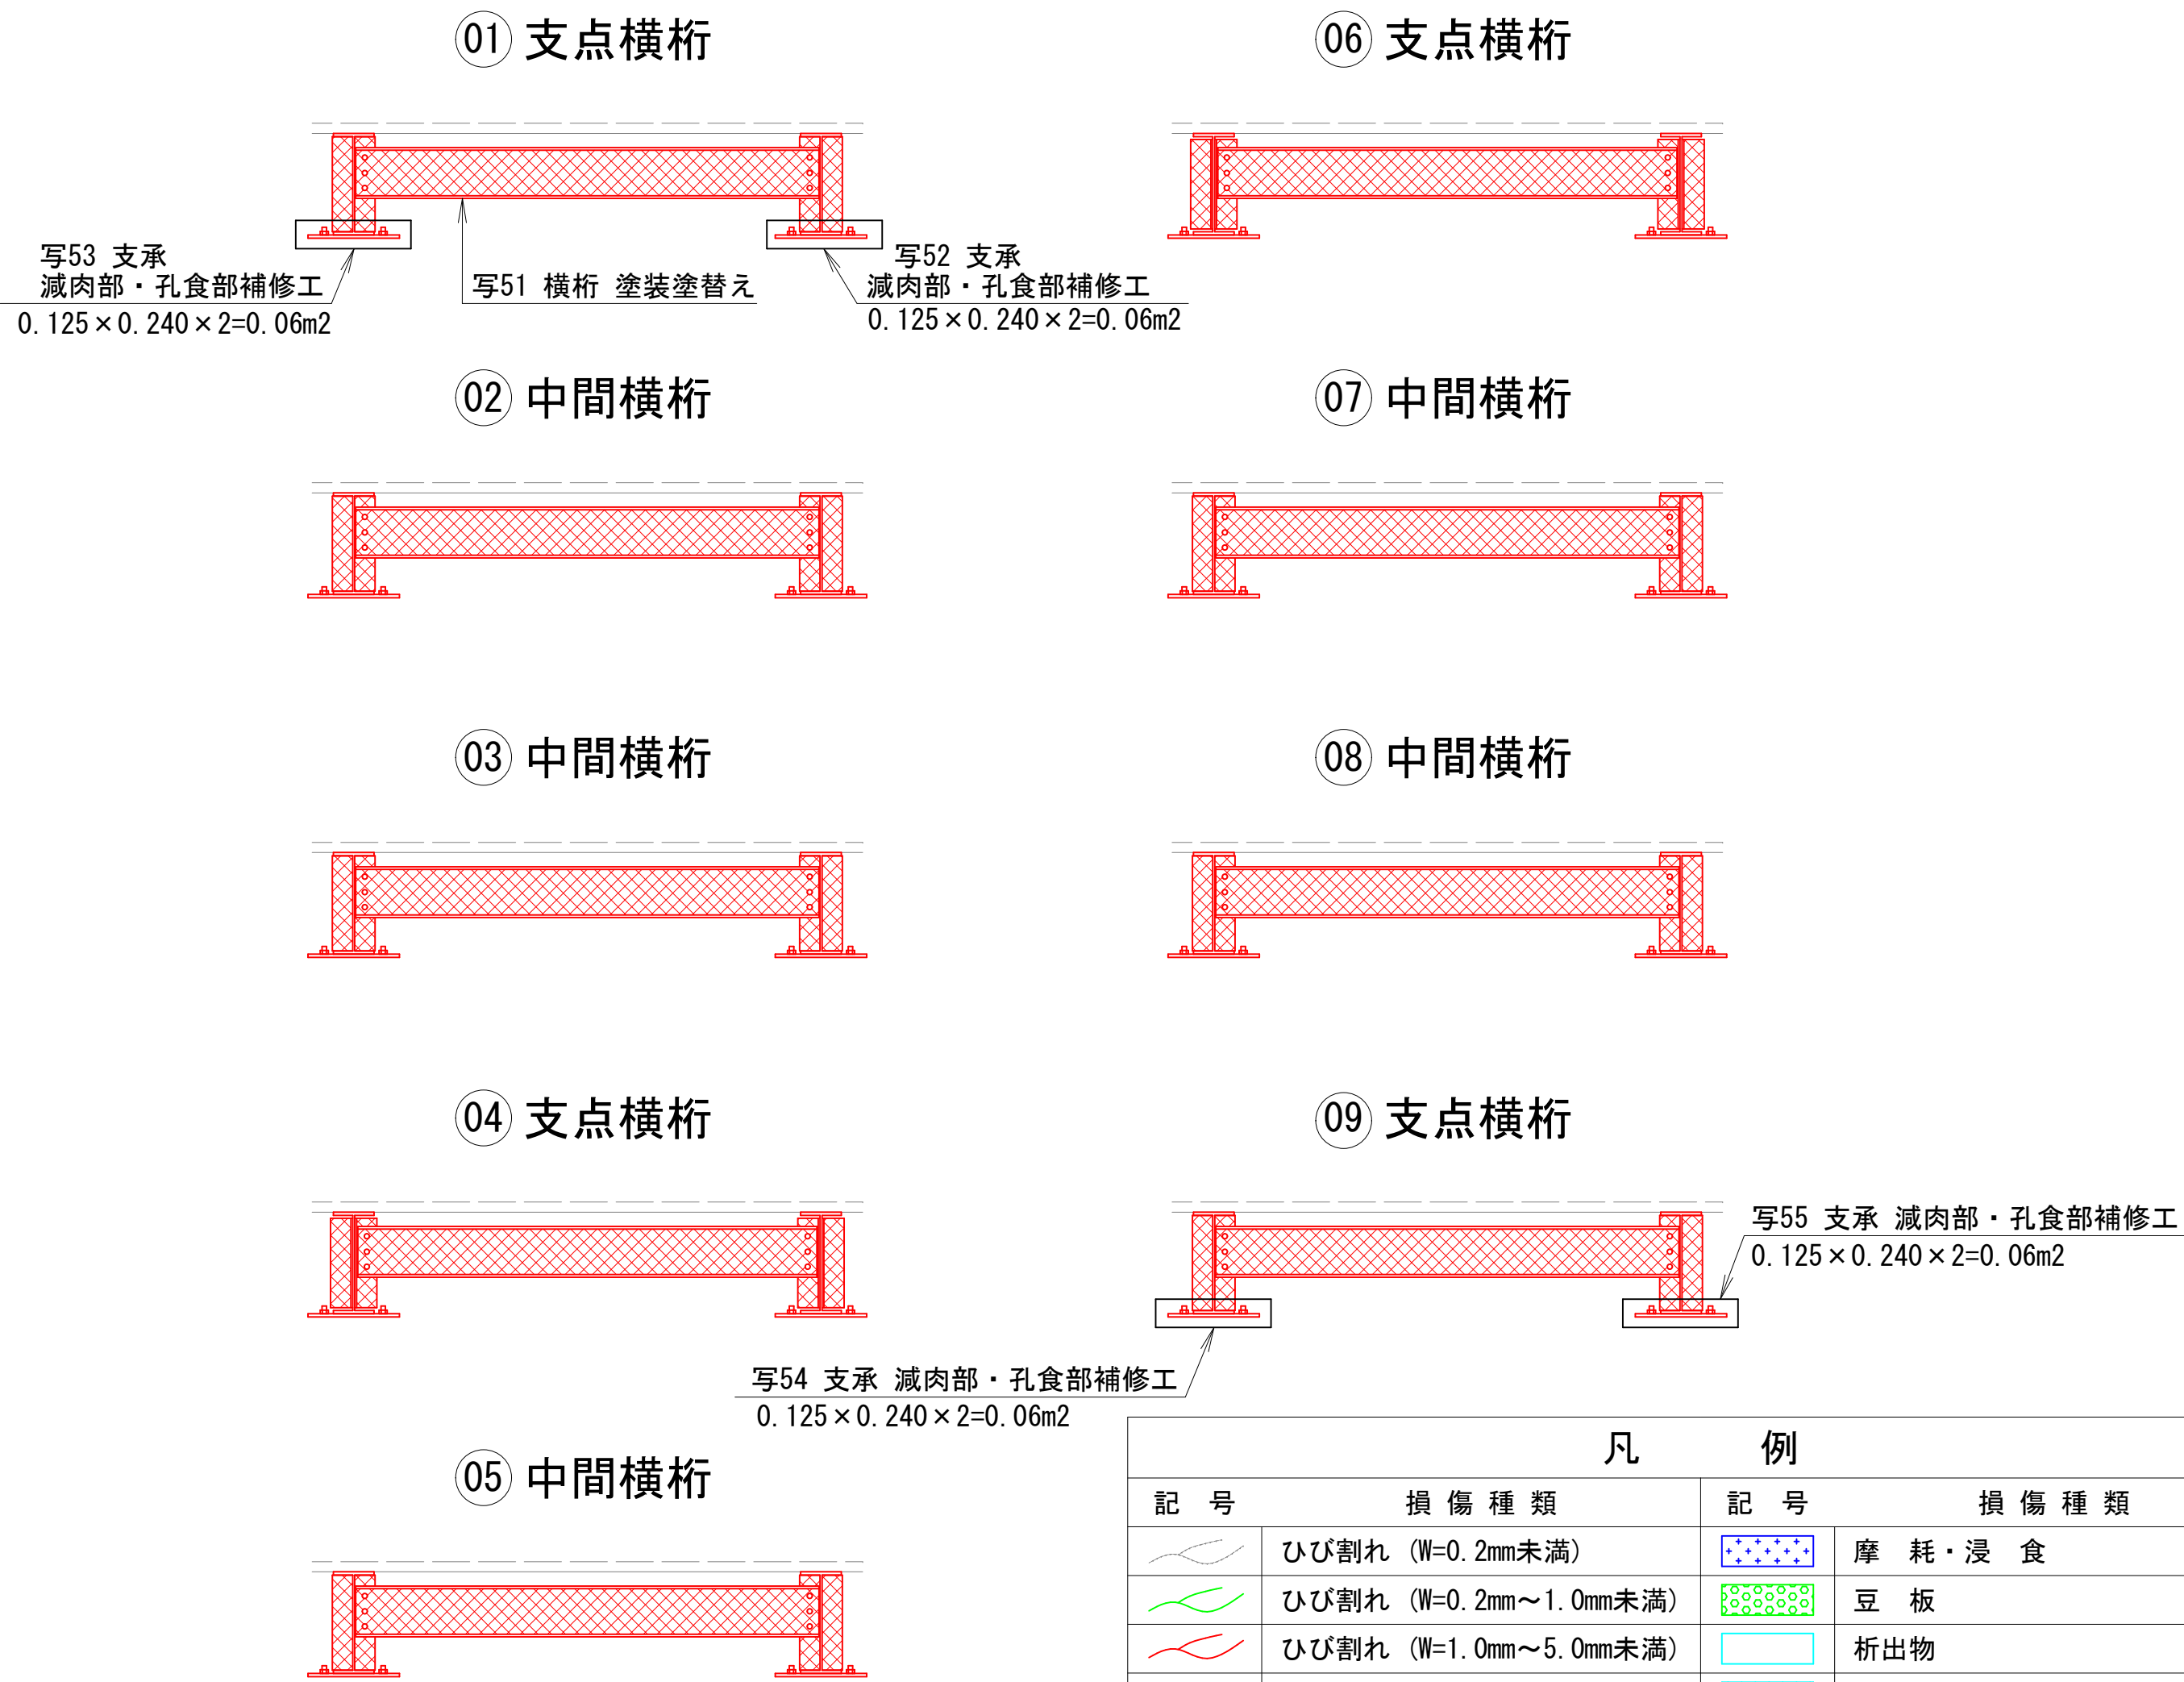 01 支点横桁
06 支点横桁
写53 支承
減肉部・孔食部補修工
0.125×0.240×2=0.06m2
写51 横桁 塗装塗替え
写52 支承
減肉部・孔食部補修工
0.125×0.240×2=0.06m2
02 中間横桁
07 中間横桁
03 中間横桁
08 中間横桁
04 支点横桁
09 支点横桁
写55 支承 減肉部・孔食部補修工
0.125×0.240×2=0.06m2
写54 支承 減肉部・孔食部補修工
0.125×0.240×2=0.06m2
05 中間横桁
凡 例
記 号 損 傷 種 類 記 号 損 傷 種 類
ひび割れ (W=0.2mm未満) 摩 耗・浸 食
ひび割れ (W=0.2mm～1.0mm未満) 豆 板
ひび割れ (W=1.0mm～5.0mm未満) 析出物